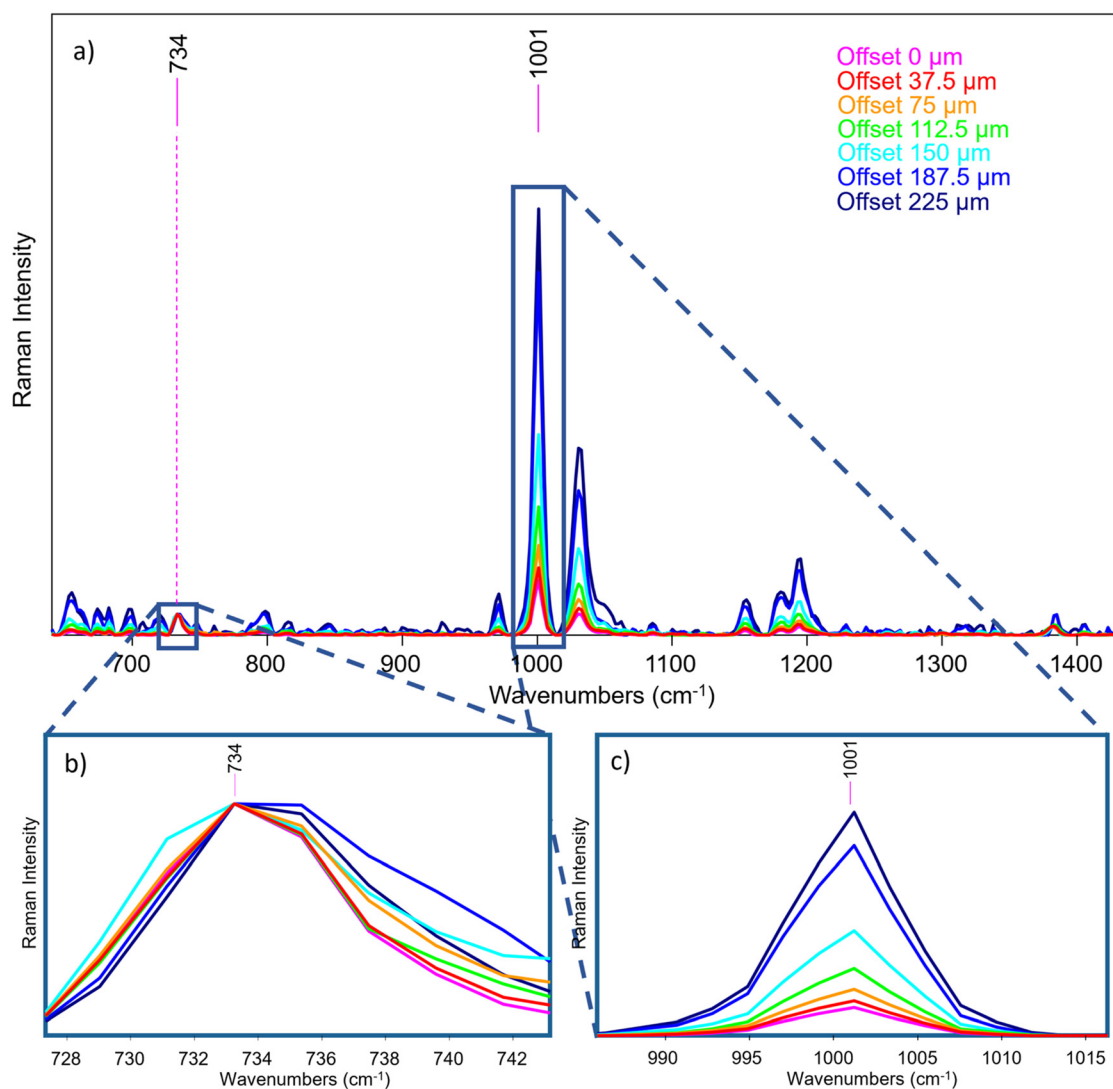 a)
734
1001
Offset 0 µm
Offset 37.5 µm
Offset 75 µm
Offset 112.5 µm
Offset 150 µm
Offset 187.5 µm
Offset 225 µm
Raman Intensity
700 800 900 1000 1100 1200 1300 1400
Wavenumbers (cm⁻¹)
b)
734
Raman Intensity
728 730 732 734 736 738 740 742
Wavenumbers (cm⁻¹)
c)
1001
Raman Intensity
990 995 1000 1005 1010 1015
Wavenumbers (cm⁻¹)